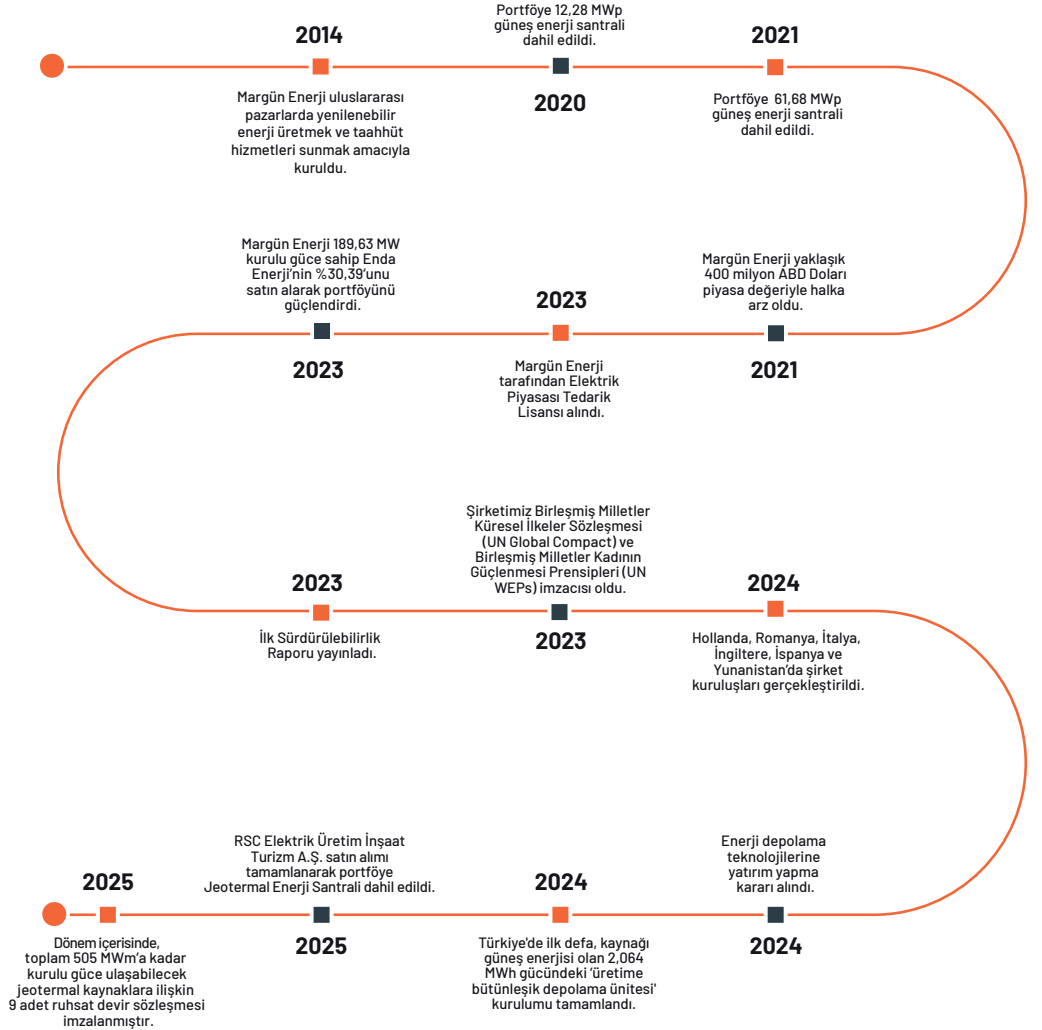 2014
Margün Enerji uluslararası
pazarlarda yenilenebilir
enerji üretmek ve taahhüt
hizmetleri sunmak amacıyla
kuruldu.
Portföye 12,28 MWp
güneş enerji santrali
dahil edildi.
2020
2021
Portföye 61,68 MWp
güneş enerji santrali
dahil edildi.
Margün Enerji yaklaşık
400 milyon ABD Doları
piyasa değeriyle halka
arz oldu.
2021
2023
Margün Enerji
tarafından Elektrik
Piyasası Tedarik
Lisansı alındı.
Margün Enerji 189,63 MW
kurulu güce sahip Enda
Enerji’nin %30,39’unu
satın alarak portföyünü
güçlendirdi.
2023
2023
İlk Sürdürülebilirlik
Raporu yayınladı.
Şirketimiz Birleşmiş Milletler
Küresel İlkeler Sözleşmesi
(UN Global Compact) ve
Birleşmiş Milletler Kadının
Güçlenmesi Prensipleri (UN
WEPs) imzacısı oldu.
2023
2024
Hollanda, Romanya, İtalya,
İngiltere, İspanya ve
Yunanistan’da şirket
kuruluşları gerçekleştirildi.
Enerji depolama
teknolojilerine
yatırım yapma
kararı alındı.
2024
2024
Türkiye'de ilk defa, kaynağı
güneş enerjisi olan 2,064
MWh gücündeki ‘üretime
bütünleşik depolama ünitesi'
kurulumu tamamlandı.
RSC Elektrik Üretim İnşaat
Turizm A.Ş. satın alımı
tamamlanarak portföye
Jeotermal Enerji Santrali dahil edildi.
2025
2025
Dönem içerisinde,
toplam 505 MWm’a kadar
kurulu güce ulaşabilecek
jeotermal kaynaklara ilişkin
9 adet ruhsat devir sözleşmesi
imzalanmıştır.